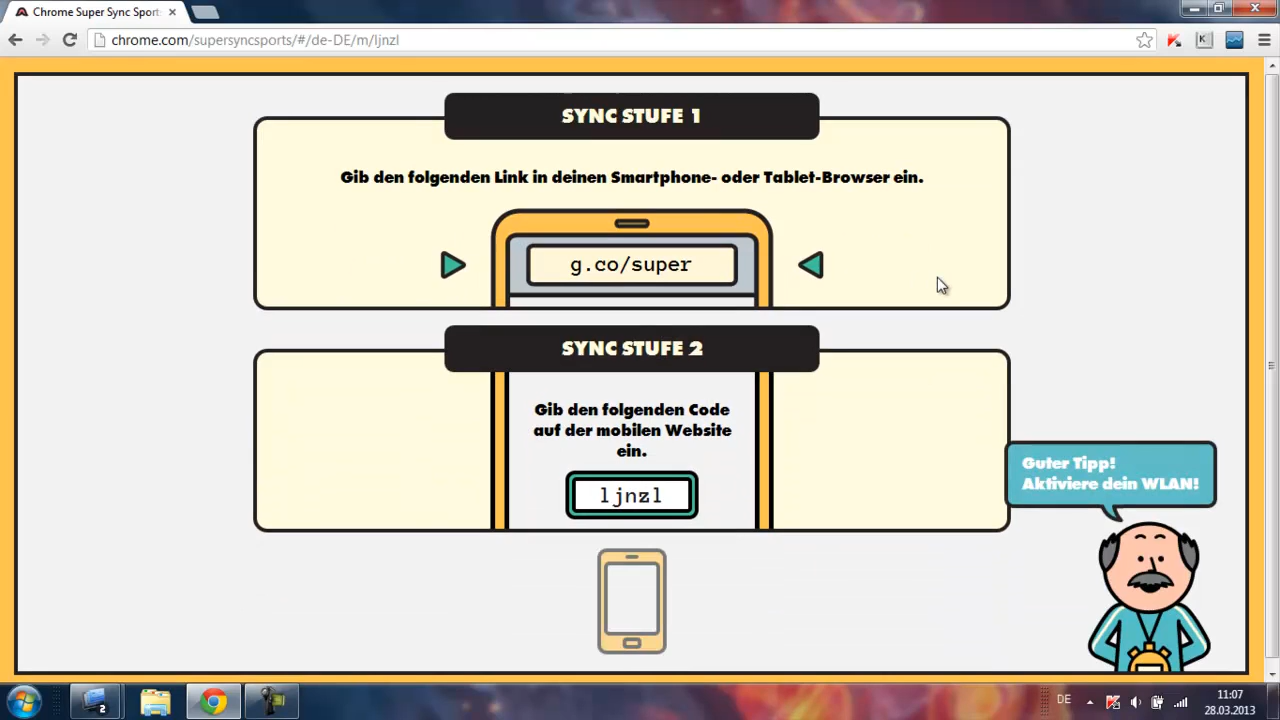 Chrome Super Sync Sport
chrome.com/supersyncsports/#/de-DE/m/ljnzl
SYNC STUFE 1
Gib den folgenden Link in deinen Smartphone- oder Tablet-Browser ein.
g.co/super
SYNC STUFE 2
Gib den folgenden Code
auf der mobilen Website
ein.
ljnzl
Guter Tipp!
Aktiviere dein WLAN!
2
DE
11:07
28.03.2013